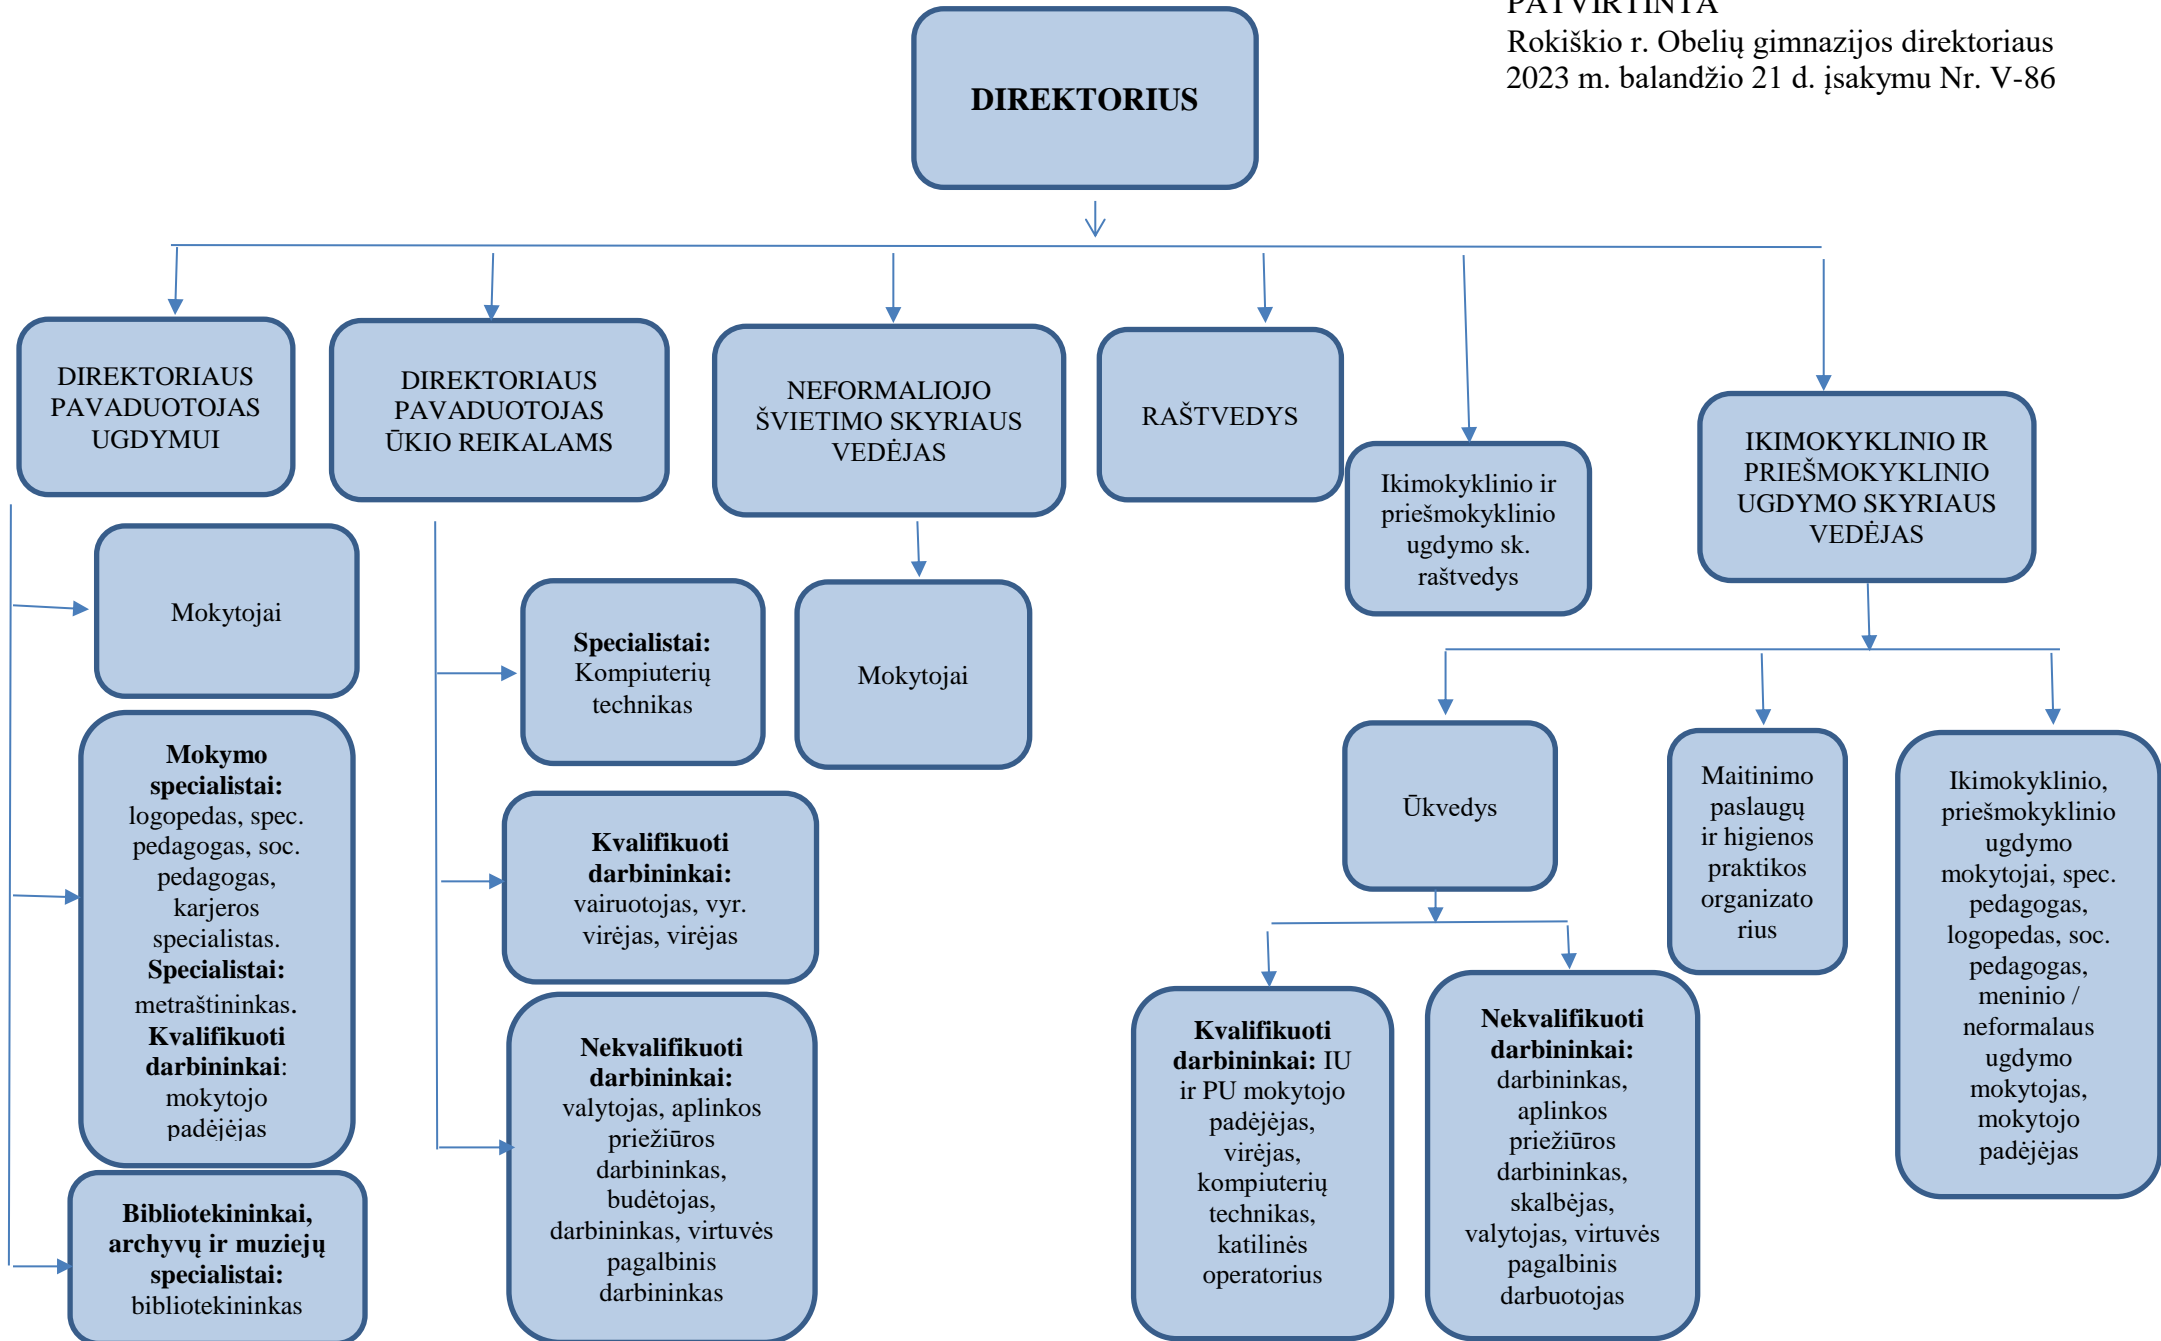 PATVIRTINTA
Rokiškio r. Obelių gimnazijos direktoriaus
2023 m. balandžio 21 d. įsakymu Nr. V-86
DIREKTORIUS
DIREKTORIAUS
PAVADUOTOJAS
UGDYMUI
DIREKTORIAUS
PAVADUOTOJAS
ŪKIO REIKALAMS
NEFORMALIOJO
ŠVIETIMO SKYRIAUS
VEDĖJAS
RAŠTVEDYS
Ikimokyklinio ir
priešmokyklinio
ugdymo sk.
raštvedys
IKIMOKYKLINIO IR
PRIEŠMOKYKLINIO
UGDYMO SKYRIAUS
VEDĖJAS
Mokytojai
Mokymo
specialistai:
logopedas, spec.
pedagogas, soc.
pedagogas,
karjeros
specialistas.
Specialistai:
metraštininkas.
Kvalifikuoti
darbininkai:
mokytojo
padėjėjas
Bibliotekininkai,
archyvų ir muziejų
specialistai:
bibliotekininkas
Specialistai:
Kompiuterių
technikas
Kvalifikuoti
darbininkai:
vairuotojas, vyr.
virėjas, virėjas
Nekvalifikuoti
darbininkai:
valytojas, aplinkos
priežiūros
darbininkas,
budėtojas,
darbininkas, virtuvės
pagalbinis
darbininkas
Mokytojai
Ūkvedys
Maitinimo
paslaugų
ir higienos
praktikos
organizato
rius
Ikimokyklinio,
priešmokyklinio
ugdymo
mokytojai, spec.
pedagogas,
logopedas, soc.
pedagogas,
meninio /
neformalaus
ugdymo
mokytojas,
mokytojo
padėjėjas
Kvalifikuoti
darbininkai: IU
ir PU mokytojo
padėjėjas,
virėjas,
kompiuterių
technikas,
katilinės
operatorius
Nekvalifikuoti
darbininkai:
darbininkas,
aplinkos
priežiūros
darbininkas,
skalbėjas,
valytojas, virtuvės
pagalbinis
darbuotojas